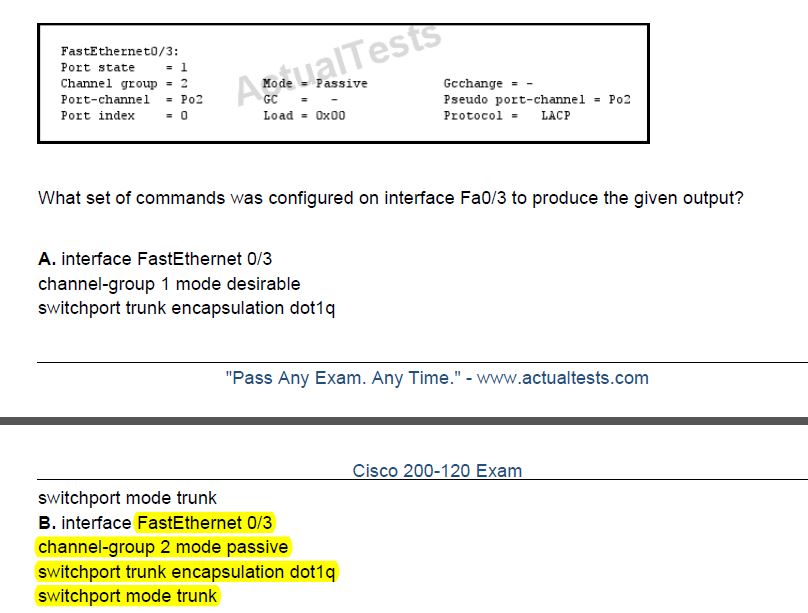 ActualTests
FastEthernet0/3:
Port state = 1
Channel group = 2 Mode = Passive Gcchange = -
Port-channel = Po2 GC = - Pseudo port-channel = Po2
Port index = 0 Load = 0x00 Protocol = LACP
What set of commands was configured on interface Fa0/3 to produce the given output?
A. interface FastEthernet 0/3
channel-group 1 mode desirable
switchport trunk encapsulation dot1q
"Pass Any Exam. Any Time." - www.actualtests.com
Cisco 200-120 Exam
switchport mode trunk
B. interface FastEthernet 0/3
channel-group 2 mode passive
switchport trunk encapsulation dot1q
switchport mode trunk